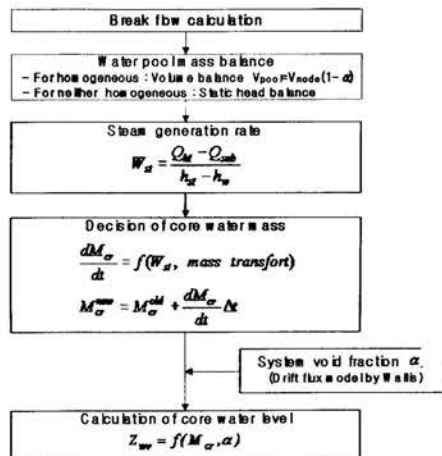 Break flow calculation
Water pool mass balance
- For homogeneous : Volume balance V_pool=V_node(1-α)
- For neither homogeneous : Static head balance
Steam generation rate
W_st = (Q_ht - Q_sub) / (h_st - h_w)
Decision of core water mass
dM_cr/dt = f(W_st, mass transfort)
M_cr^new = M_cr^old + dM_cr/dt Δt
System void fraction α.
(Drift flux model by Wallis)
Calculation of core water level
Z_wr = f(M_cr, α)